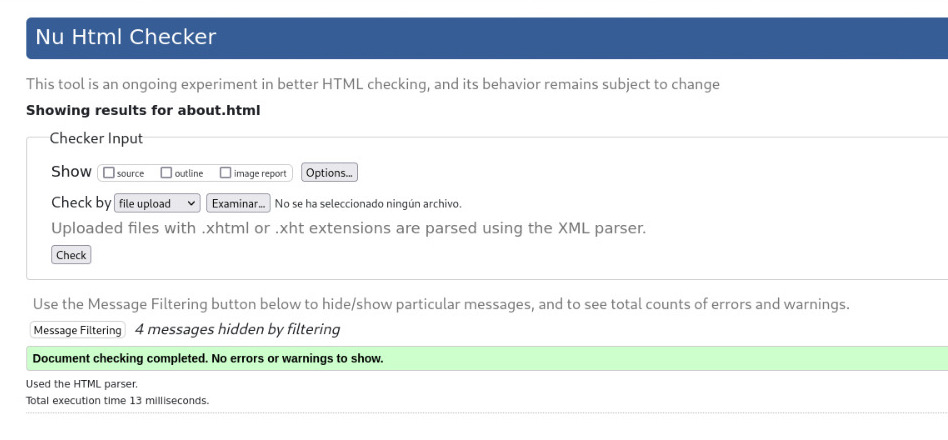 Nu Html Checker
This tool is an ongoing experiment in better HTML checking, and its behavior remains subject to change
Showing results for about.html
Checker Input
Show source outline image report Options...
Check by file upload Examinar... No se ha seleccionado ningún archivo.
Uploaded files with .xhtml or .xht extensions are parsed using the XML parser.
Check
Use the Message Filtering button below to hide/show particular messages, and to see total counts of errors and warnings.
Message Filtering 4 messages hidden by filtering
Document checking completed. No errors or warnings to show.
Used the HTML parser.
Total execution time 13 milliseconds.